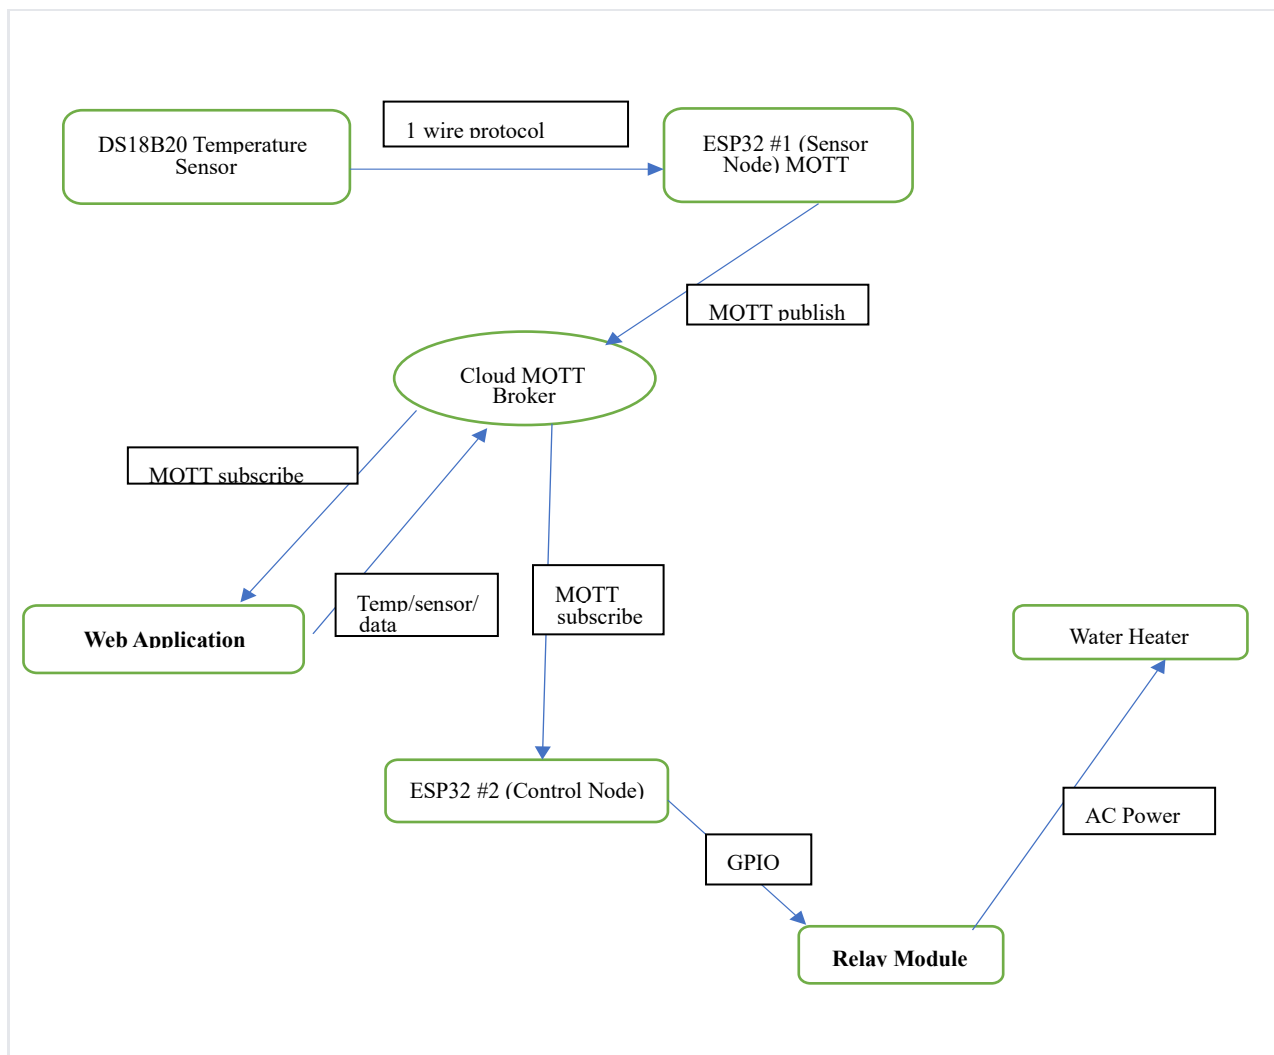 1 wire protocol
DS18B20 Temperature
Sensor
ESP32 #1 (Sensor
Node) MQTT
MQTT publish
Cloud MQTT
Broker
MQTT subscribe
Temp/sensor/
data
MQTT
subscribe
Web Application
Water Heater
ESP32 #2 (Control Node)
AC Power
GPIO
Relay Module